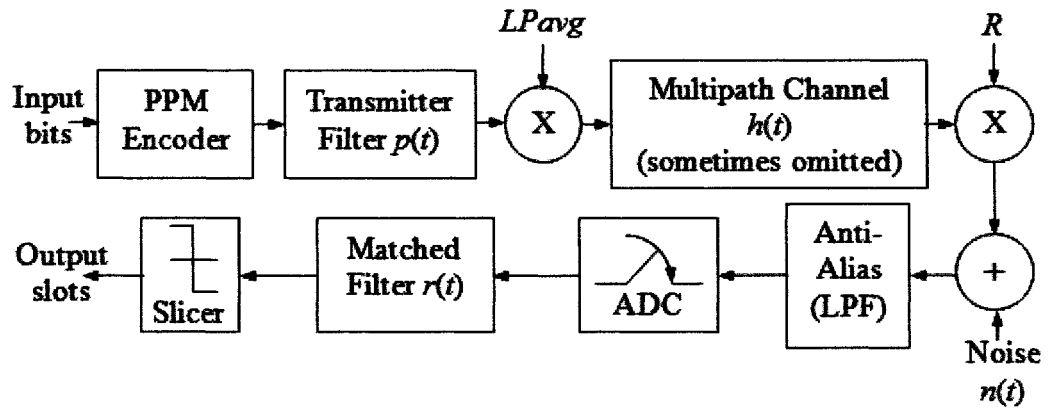 LPavg
R
Input
bits
PPM
Encoder
Transmitter
Filter p(t)
X
Multipath Channel
h(t)
(sometimes omitted)
X
Output
slots
Slicer
Matched
Filter r(t)
ADC
Anti-
Alias
(LPF)
+
Noise
n(t)